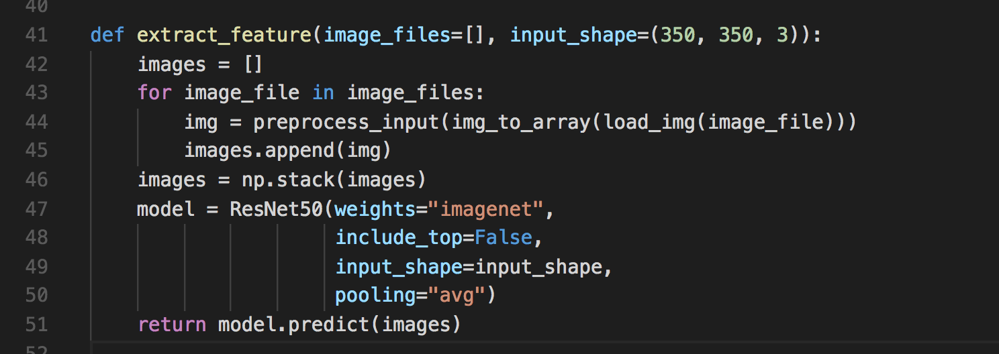 40
41 def extract_feature(image_files=[], input_shape=(350, 350, 3)):
42     images = []
43     for image_file in image_files:
44         img = preprocess_input(img_to_array(load_img(image_file)))
45         images.append(img)
46     images = np.stack(images)
47     model = ResNet50(weights="imagenet",
48                      include_top=False,
49                      input_shape=input_shape,
50                      pooling="avg")
51     return model.predict(images)
52